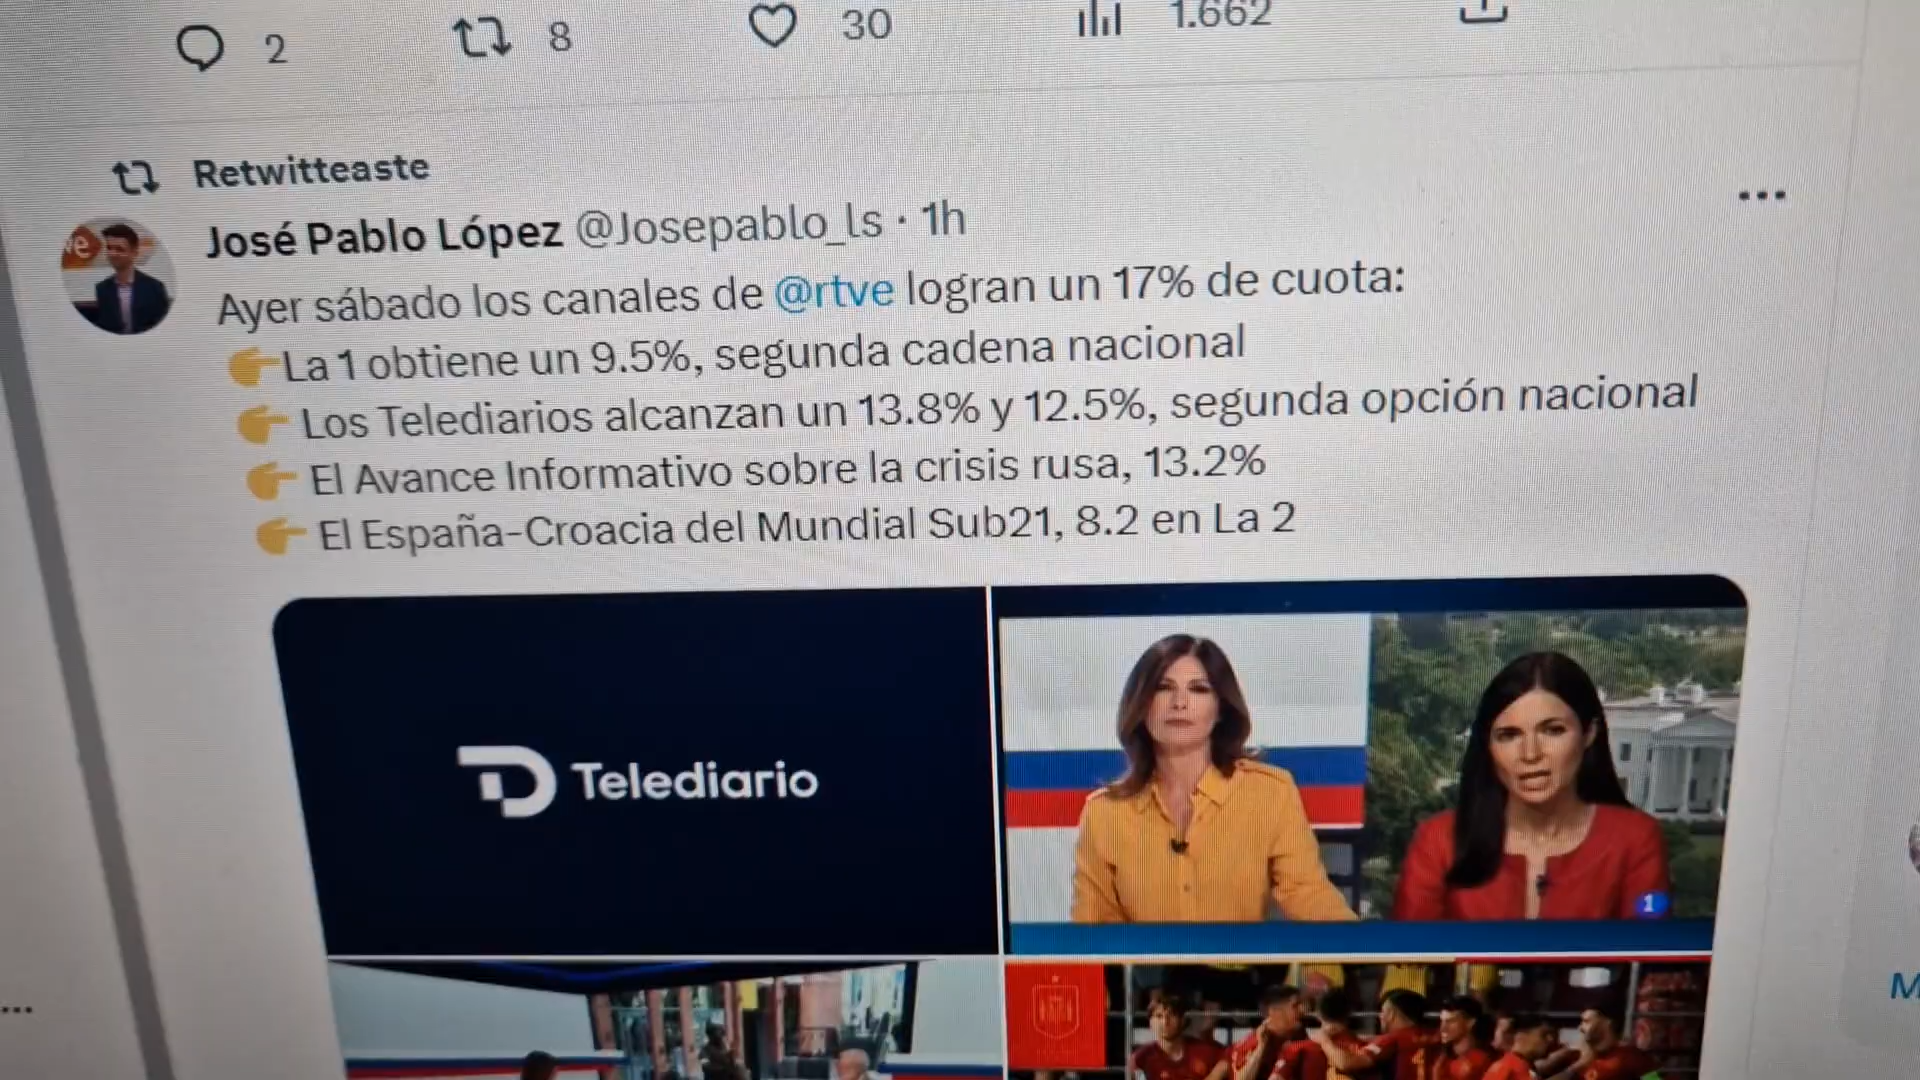 2 8 30 1.662
Retwitteaste
José Pablo López @Josepablo_ls · 1h
Ayer sábado los canales de @rtve logran un 17% de cuota:
La 1 obtiene un 9.5%, segunda cadena nacional
Los Telediarios alcanzan un 13.8% y 12.5%, segunda opción nacional
El Avance Informativo sobre la crisis rusa, 13.2%
El España-Croacia del Mundial Sub21, 8.2 en La 2
Telediario
1